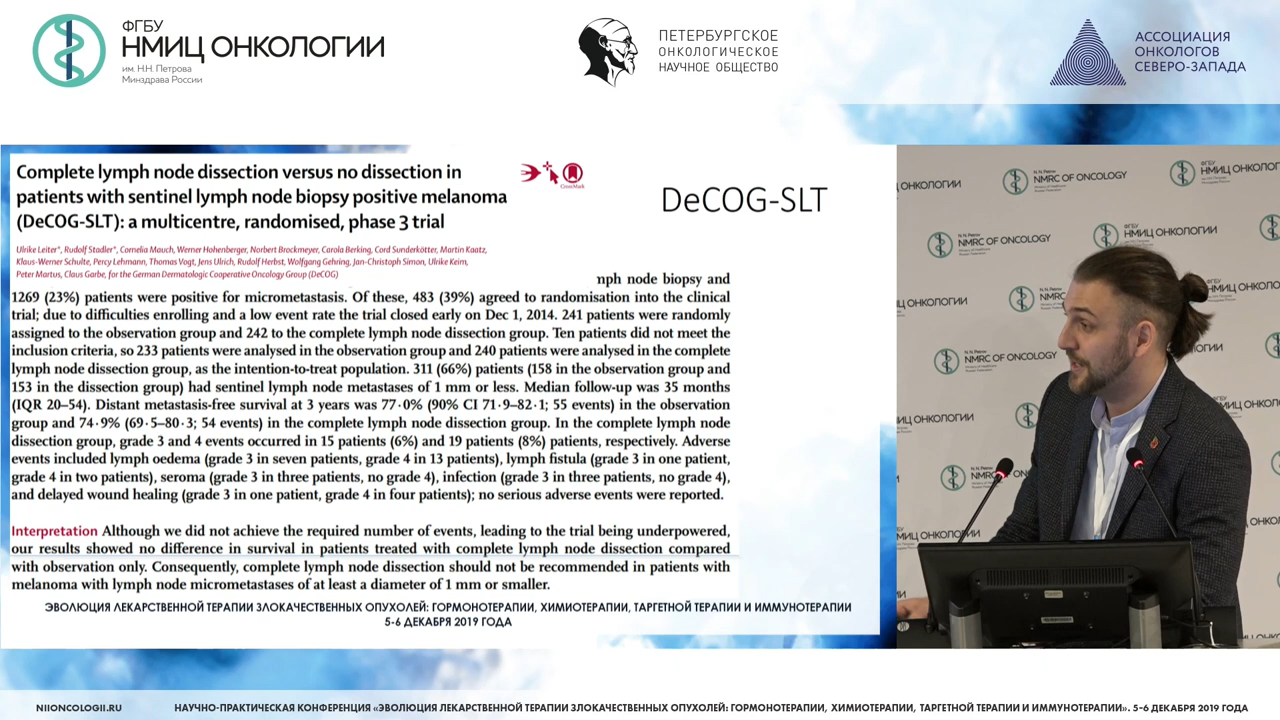 ФГБУ
НМИЦ ОНКОЛОГИИ
им. Н.Н. Петрова
Минздрава России
ПЕТЕРБУРГСКОЕ
ОНКОЛОГИЧЕСКОЕ
НАУЧНОЕ ОБЩЕСТВО
АССОЦИАЦИЯ
ОНКОЛОГОВ
СЕВЕРО-ЗАПАДА
Complete lymph node dissection versus no dissection in
patients with sentinel lymph node biopsy positive melanoma
(DeCOG-SLT): a multicentre, randomised, phase 3 trial
CrossMark
DeCOG-SLT
Ulrike Leiter*, Rudolf Stadler*, Cornelia Mauch, Werner Hohenberger, Norbert Brockmeyer, Carola Berking, Cord Sunderkötter, Martin Kaatz,
Klaus-Werner Schulte, Percy Lehmann, Thomas Vogt, Jens Ulrich, Rudolf Herbst, Wolfgang Gehring, Jan-Christoph Simon, Ulrike Keim,
Peter Martus, Claus Garbe, for the German Dermatologic Cooperative Oncology Group (DeCOG)
mph node biopsy and
1269 (23%) patients were positive for micrometastasis. Of these, 483 (39%) agreed to randomisation into the clinical
trial; due to difficulties enrolling and a low event rate the trial closed early on Dec 1, 2014. 241 patients were randomly
assigned to the observation group and 242 to the complete lymph node dissection group. Ten patients did not meet the
inclusion criteria, so 233 patients were analysed in the observation group and 240 patients were analysed in the complete
lymph node dissection group, as the intention-to-treat population. 311 (66%) patients (158 in the observation group and
153 in the dissection group) had sentinel lymph node metastases of 1 mm or less. Median follow-up was 35 months
(IQR 20–54). Distant metastasis-free survival at 3 years was 77·0% (90% CI 71·9–82·1; 55 events) in the observation
group and 74·9% (69·5–80·3; 54 events) in the complete lymph node dissection group. In the complete lymph node
dissection group, grade 3 and 4 events occurred in 15 patients (6%) and 19 patients (8%) patients, respectively. Adverse
events included lymph oedema (grade 3 in seven patients, grade 4 in 13 patients), lymph fistula (grade 3 in one patient,
grade 4 in two patients), seroma (grade 3 in three patients, no grade 4), infection (grade 3 in three patients, no grade 4),
and delayed wound healing (grade 3 in one patient, grade 4 in four patients); no serious adverse events were reported.
Interpretation Although we did not achieve the required number of events, leading to the trial being underpowered,
our results showed no difference in survival in patients treated with complete lymph node dissection compared
with observation only. Consequently, complete lymph node dissection should not be recommended in patients with
melanoma with lymph node micrometastases of at least a diameter of 1 mm or smaller.
ЭВОЛЮЦИЯ ЛЕКАРСТВЕННОЙ ТЕРАПИИ ЗЛОКАЧЕСТВЕННЫХ ОПУХОЛЕЙ: ГОРМОНОТЕРАПИИ, ХИМИОТЕРАПИИ, ТАРГЕТНОЙ ТЕРАПИИ И ИММУНОТЕРАПИИ
5-6 ДЕКАБРЯ 2019 ГОДА
ОНКОЛОГИИ
N.N. Petrov
NMRC OF ONCOLOGY
ФГБУ
НМИЦ ОНКОЛОГИИ
N.N. Petrov
NMRC OF ONCOLOGY
ФГБУ
НМИЦ ОНКОЛОГИИ
ОНКОЛОГИИ
NMRC OF ONCOLOGY
NIIONCOLOGII.RU
НАУЧНО-ПРАКТИЧЕСКАЯ КОНФЕРЕНЦИЯ «ЭВОЛЮЦИЯ ЛЕКАРСТВЕННОЙ ТЕРАПИИ ЗЛОКАЧЕСТВЕННЫХ ОПУХОЛЕЙ: ГОРМОНОТЕРАПИИ, ХИМИОТЕРАПИИ, ТАРГЕТНОЙ ТЕРАПИИ И ИММУНОТЕРАПИИ». 5-6 ДЕКАБРЯ 2019 ГОДА